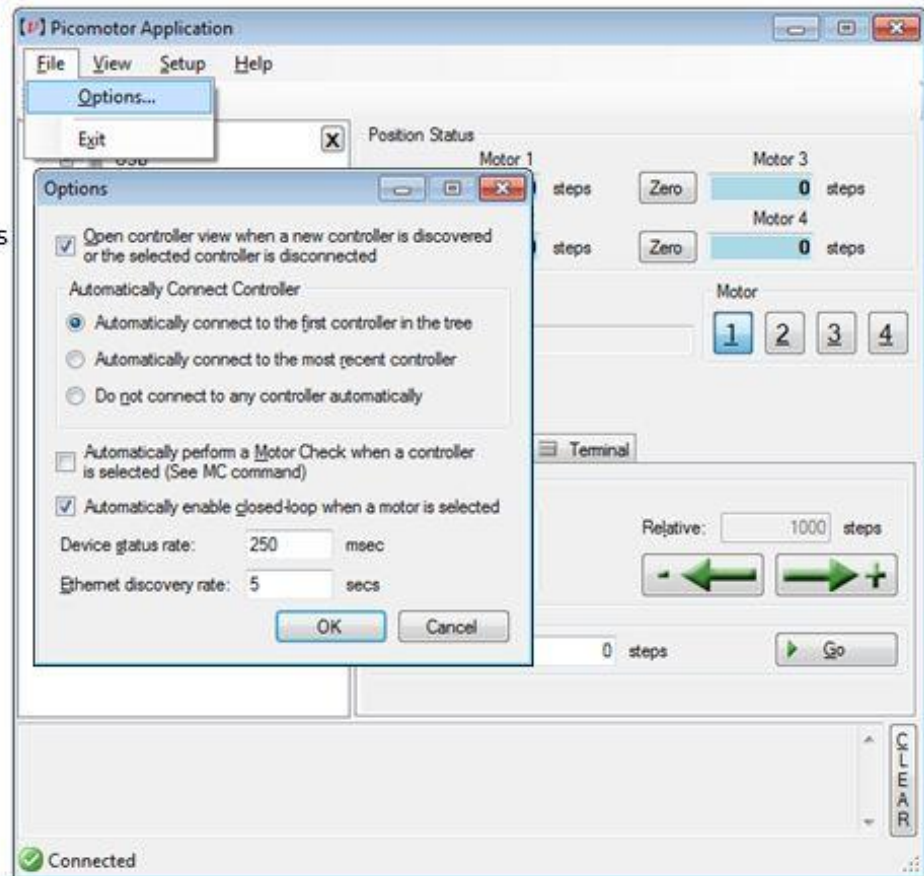 Picomotor Application
File View Setup Help
Options...
Exit
X
Position Status
Motor 1 Motor 3
steps Zero 0 steps
Motor 4
steps Zero 0 steps
Motor
1 2 3 4
Terminal
Relative: 1000 steps
- +
0 steps Go
Options
Open controller view when a new controller is discovered
or the selected controller is disconnected
Automatically Connect Controller
Automatically connect to the first controller in the tree
Automatically connect to the most recent controller
Do not connect to any controller automatically
Automatically perform a Motor Check when a controller
is selected (See MC command)
Automatically enable closed-loop when a motor is selected
Device status rate: 250 msec
Ethernet discovery rate: 5 secs
OK Cancel
CLEAR
Connected